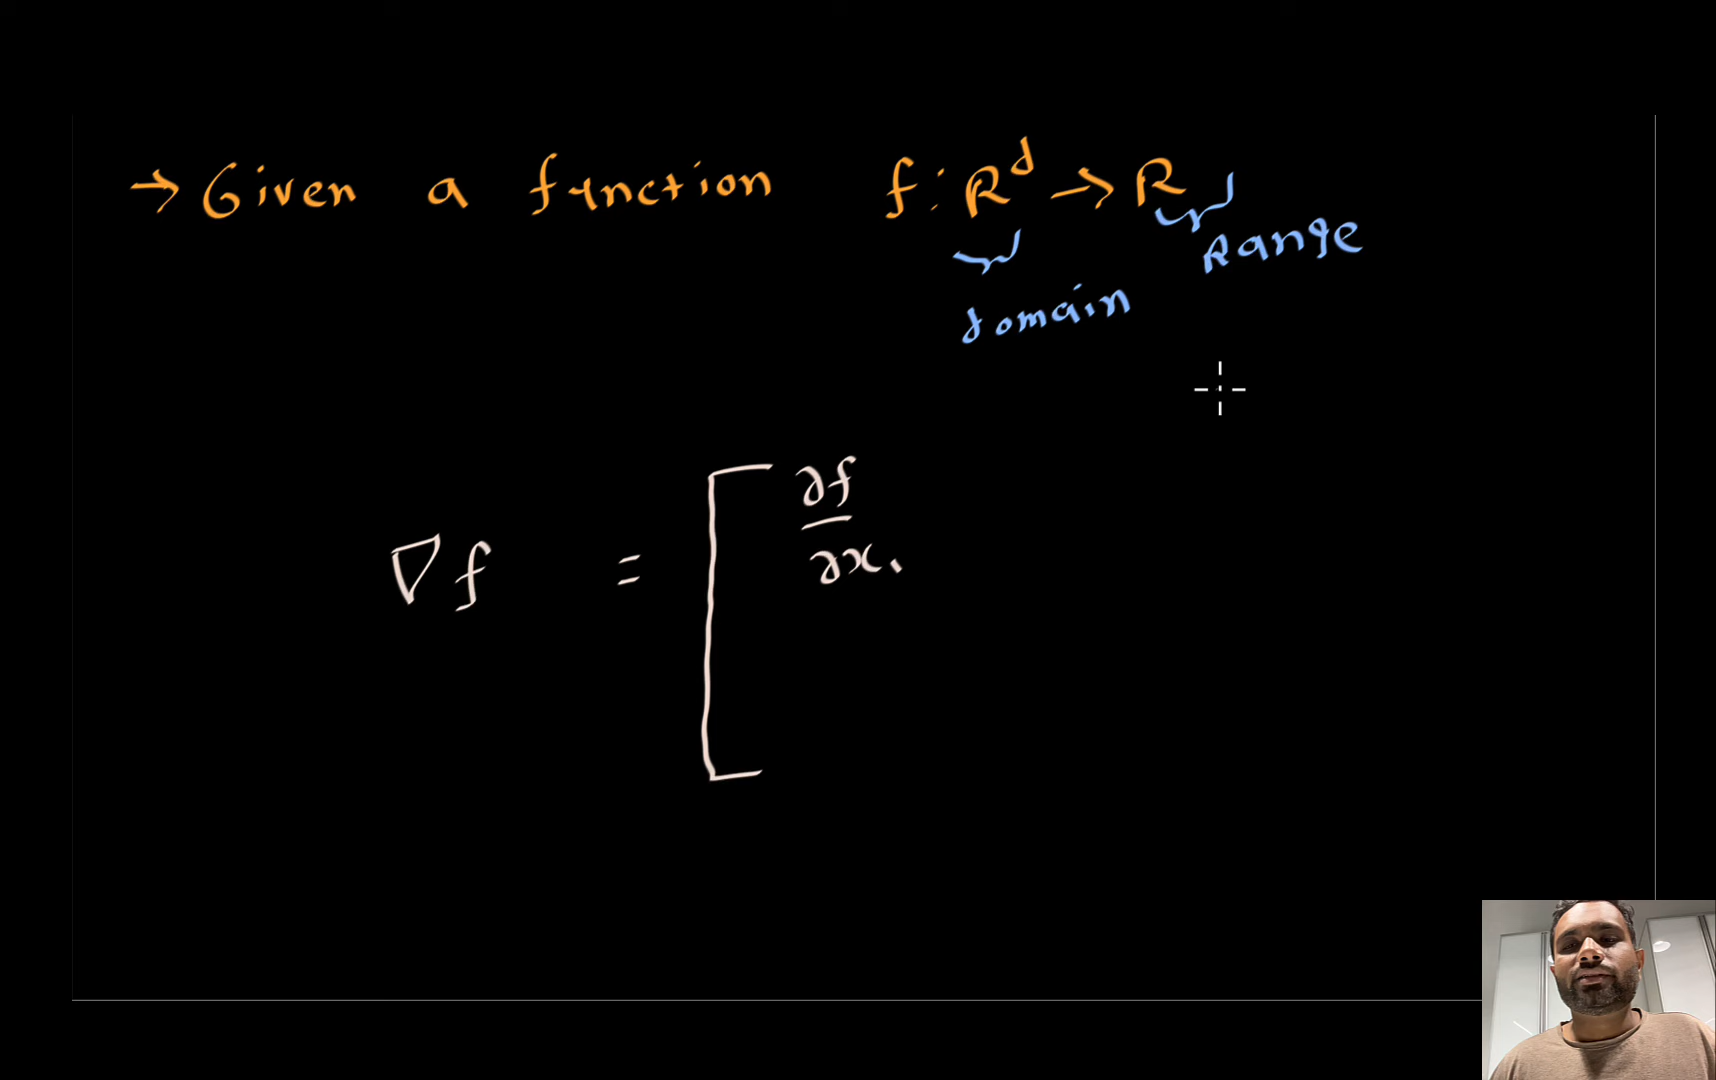 → Given a function f: R^d → R
Range
domain
∇f = [ ∂f
∂x₁